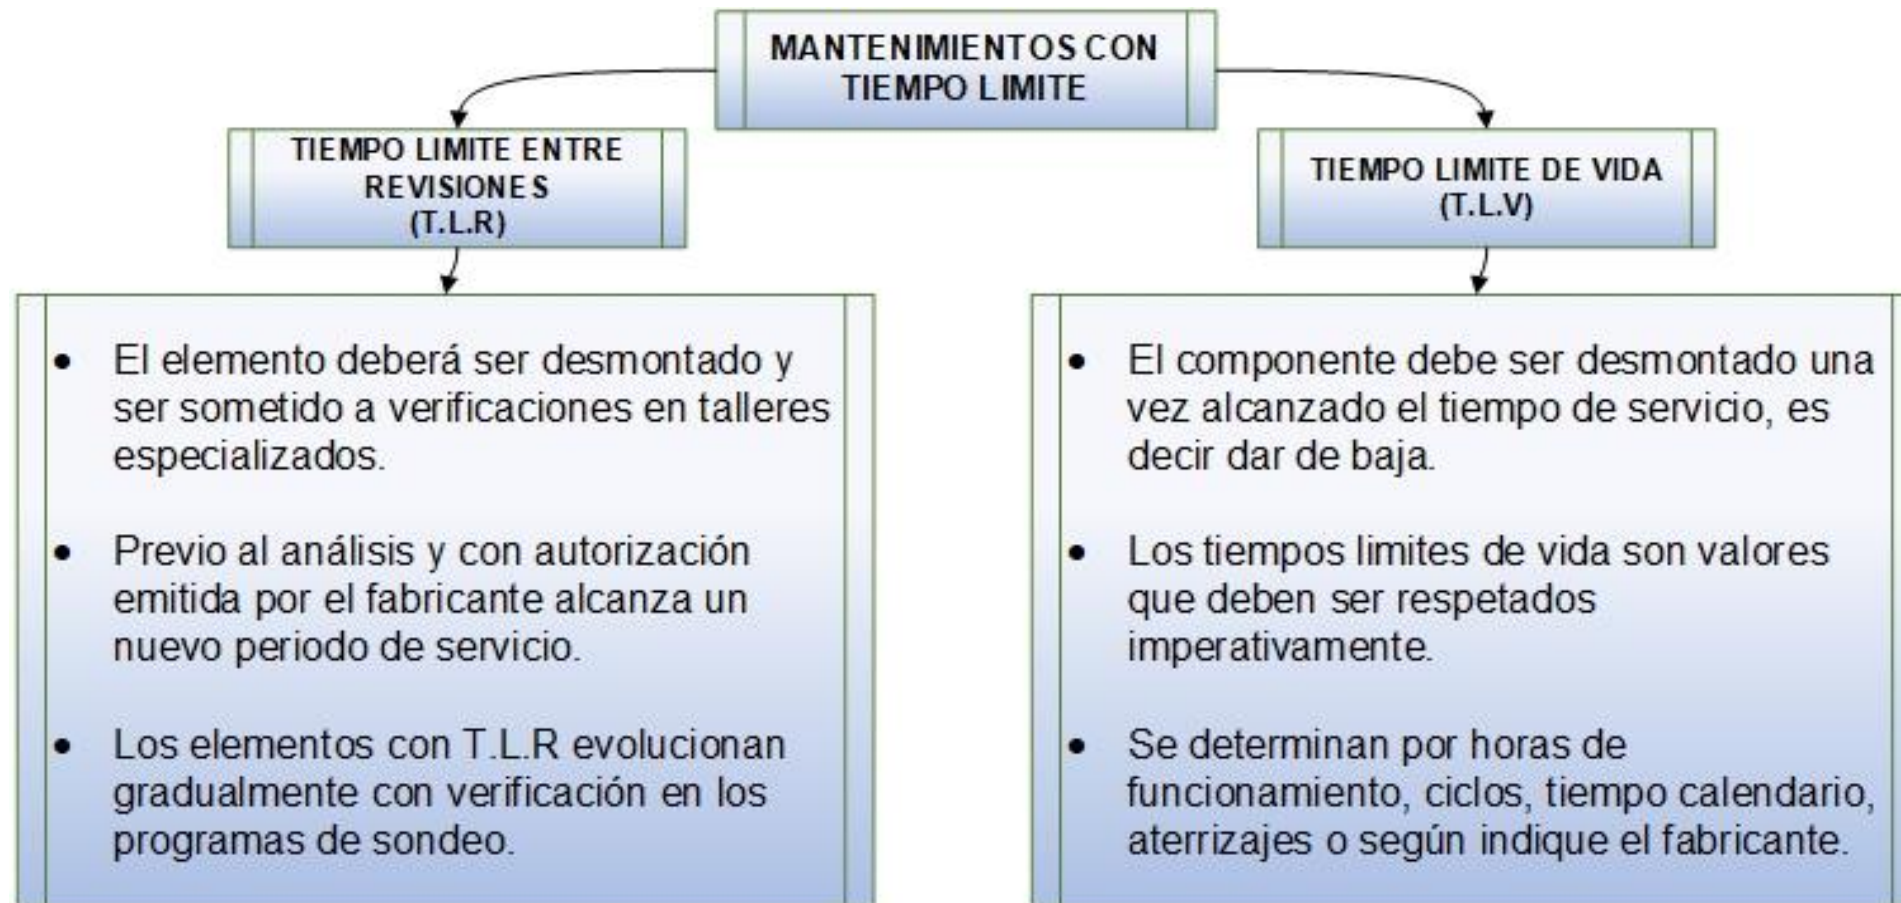 MANTENIMIENTOS CON
TIEMPO LIMITE
TIEMPO LIMITE ENTRE
REVISIONES
(T.L.R)
• El elemento deberá ser desmontado y
ser sometido a verificaciones en talleres
especializados.
• Previo al análisis y con autorización
emitida por el fabricante alcanza un
nuevo periodo de servicio.
• Los elementos con T.L.R evolucionan
gradualmente con verificación en los
programas de sondeo.
TIEMPO LIMITE DE VIDA
(T.L.V)
• El componente debe ser desmontado una
vez alcanzado el tiempo de servicio, es
decir dar de baja.
• Los tiempos limites de vida son valores
que deben ser respetados
imperativamente.
• Se determinan por horas de
funcionamiento, ciclos, tiempo calendario,
aterrizajes o según indique el fabricante.